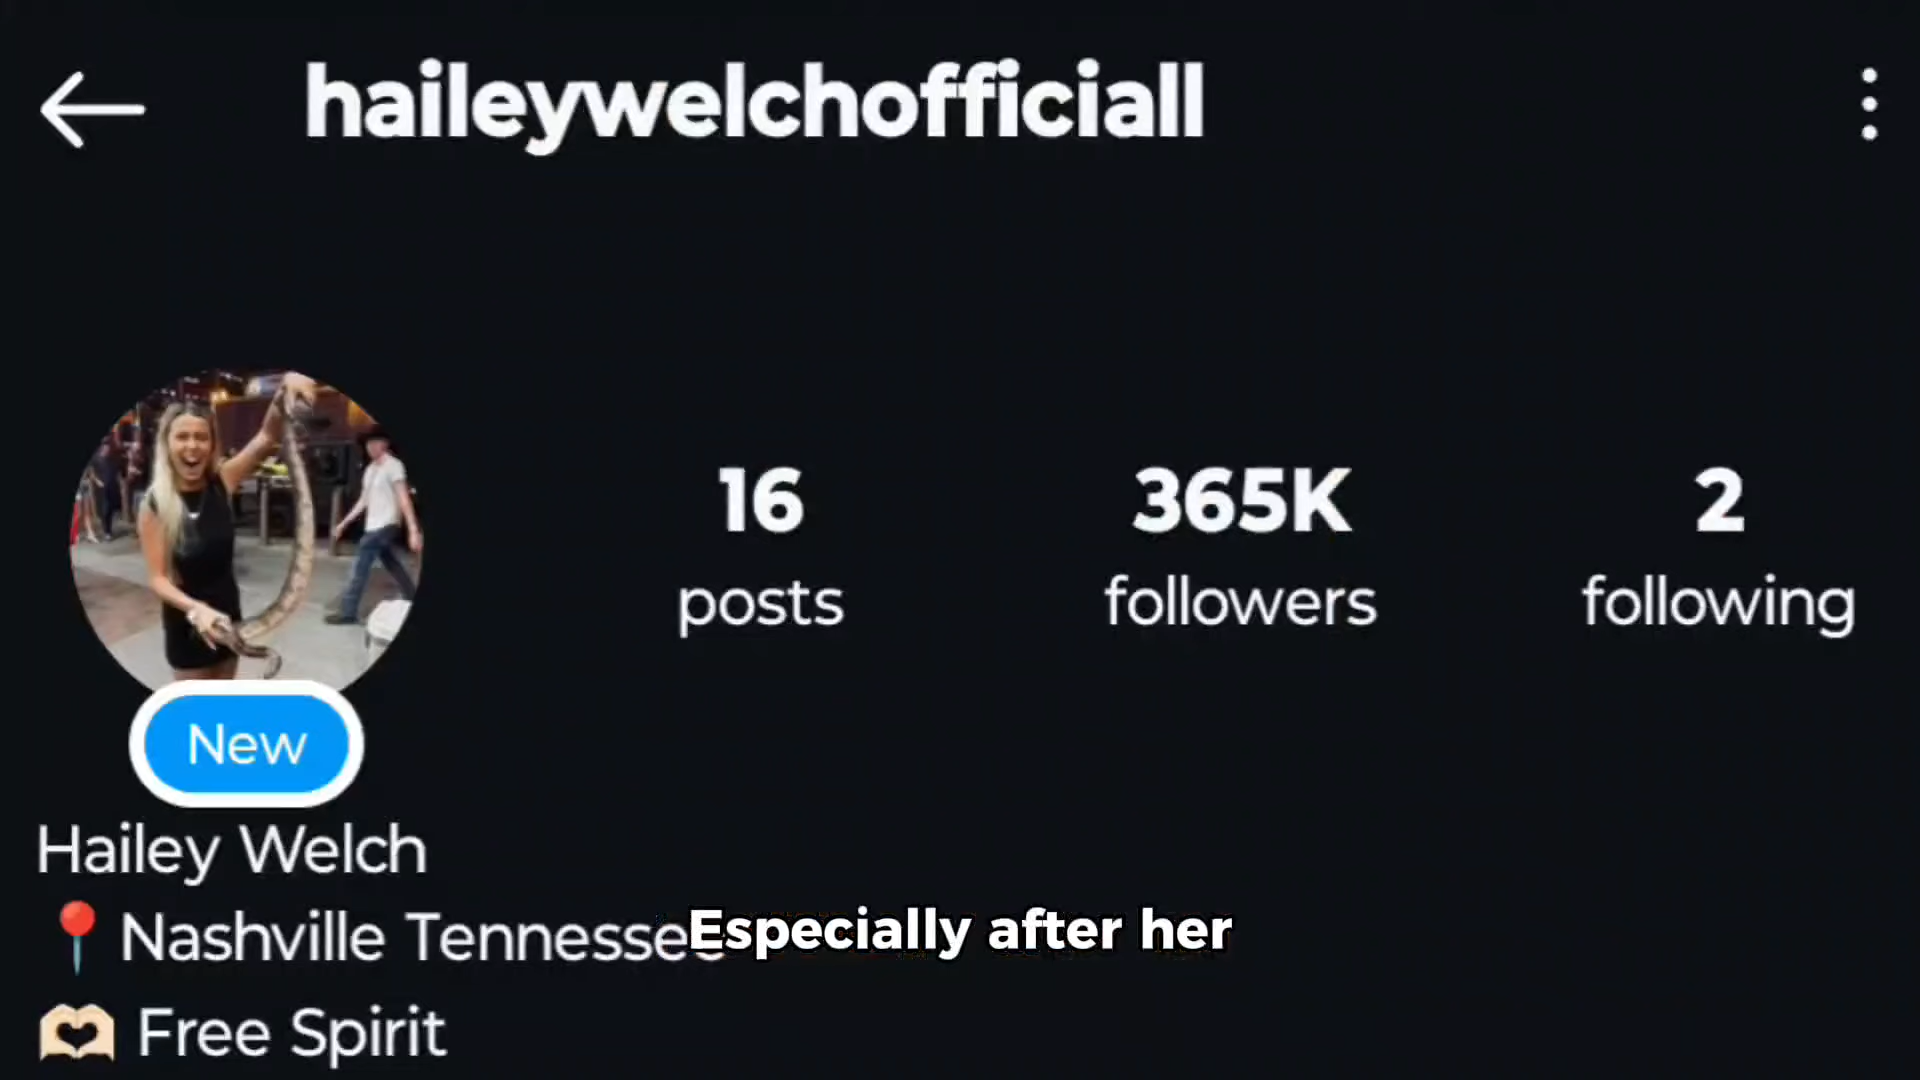 haileywelchofficiall
16 365K 2
posts followers following
New
Hailey Welch
📍 Nashville Tennessee
Especially after her
🫶🏻 Free Spirit